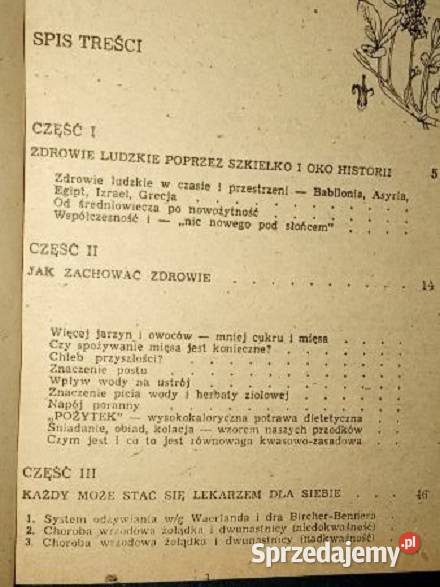 SPIS TREŚCI
CZĘŚĆ I
ZDROWIE LUDZKIE POPRZEZ SZKIEŁKO I OKO HISTORII 5
Zdrowie ludzkie w czasie i przestrzeni — Babilonia, Asyria,
Egipt, Izrael, Grecja . . . . . . . .
Od średniowiecza po nowożytność . . . . . .
Współczesność i — „nic nowego pod słońcem” . . .
CZĘŚĆ II
JAK ZACHOWAĆ ZDROWIE . . . . . . . . 14
Więcej jarzyn i owoców — mniej cukru i mięsa . . . .
Czy spożywanie mięsa jest konieczne? . . . . . .
Chleb przyszłości? . . . . . . . .
Znaczenie postu . . . . . . . .
Wpływ wody na ustrój . . . . . . . .
Znaczenie picia wody i herbaty ziołowej . . . . .
Napój poranny . . . . . . . .
„POŻYTEK” — wysokokaloryczna potrawa dietetyczna . .
Śniadanie, obiad, kolacja — wzorem naszych przodków . .
Czym jest i co to jest równowaga kwasowo-zasadowa . .
CZĘŚĆ III
KAŻDY MOŻE STAĆ SIĘ LEKARZEM DLA SIEBIE . . . 46
1. System odżywiania w/g Waerlanda i dra Bircher-Bennera
2. Choroba wrzodowa żołądka i dwunastnicy (niedokwaśność)
3. Choroba wrzodowa żołądka i dwunastnicy (nadkwaśność)
Sprzedajemy.pl